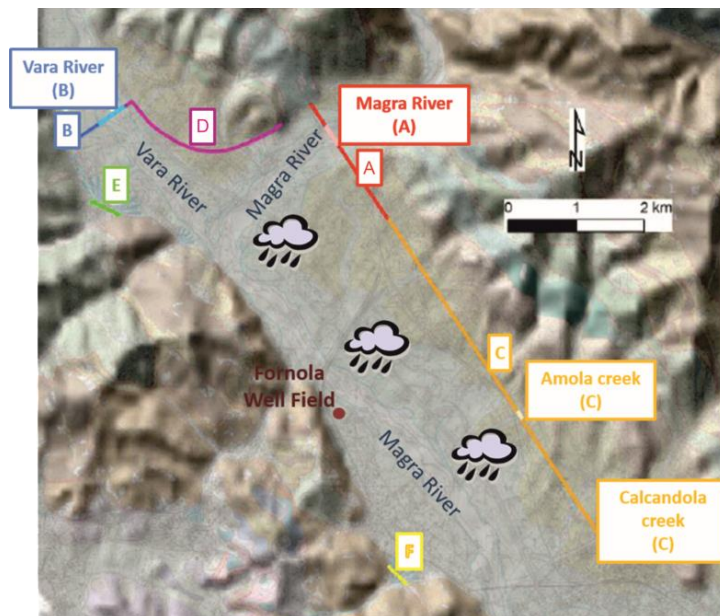 Vara River
(B)
B
D
Magra River
(A)
A
E
Vara River
Magra River
N
0 1 2 km
C
Amola creek
(C)
Fornola
Well Field
Magra River
Calcandola
creek
(C)
F